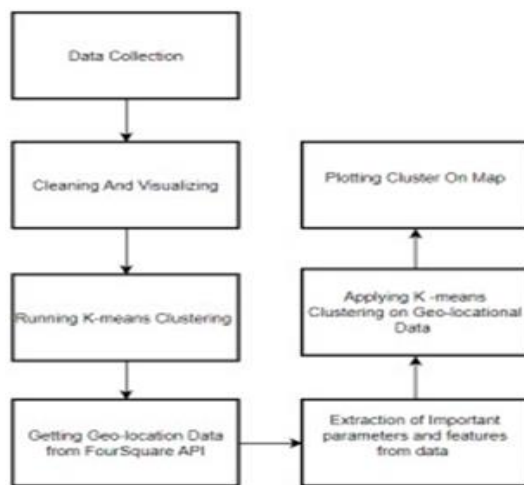 Data Collection
Cleaning And Visualizing
Running K-means Clustering
Getting Geo-location Data
from FourSquare API
Extraction of Important
parameters and features
from data
Applying K -means
Clustering on Geo-locational
Data
Plotting Cluster On Map